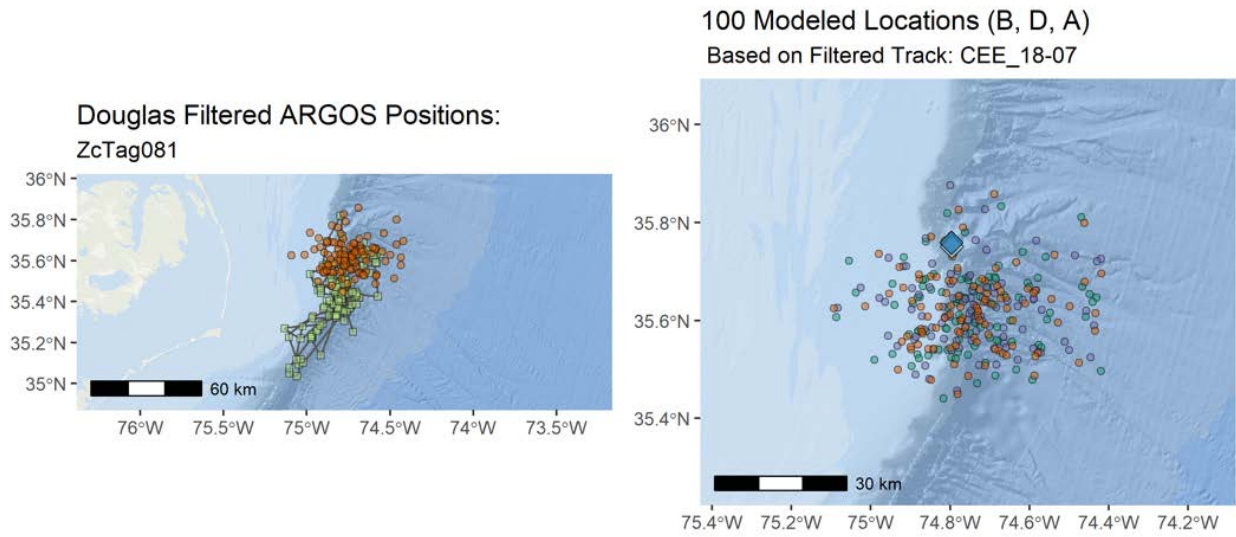 Douglas Filtered ARGOS Positions:
ZcTag081
36°N
35.8°N
35.6°N
35.4°N
35.2°N
35°N
60 km
76°W
75.5°W
75°W
74.5°W
74°W
73.5°W
100 Modeled Locations (B, D, A)
Based on Filtered Track: CEE_18-07
36°N
35.8°N
35.6°N
35.4°N
30 km
75.4°W
75.2°W
75°W
74.8°W
74.6°W
74.4°W
74.2°W